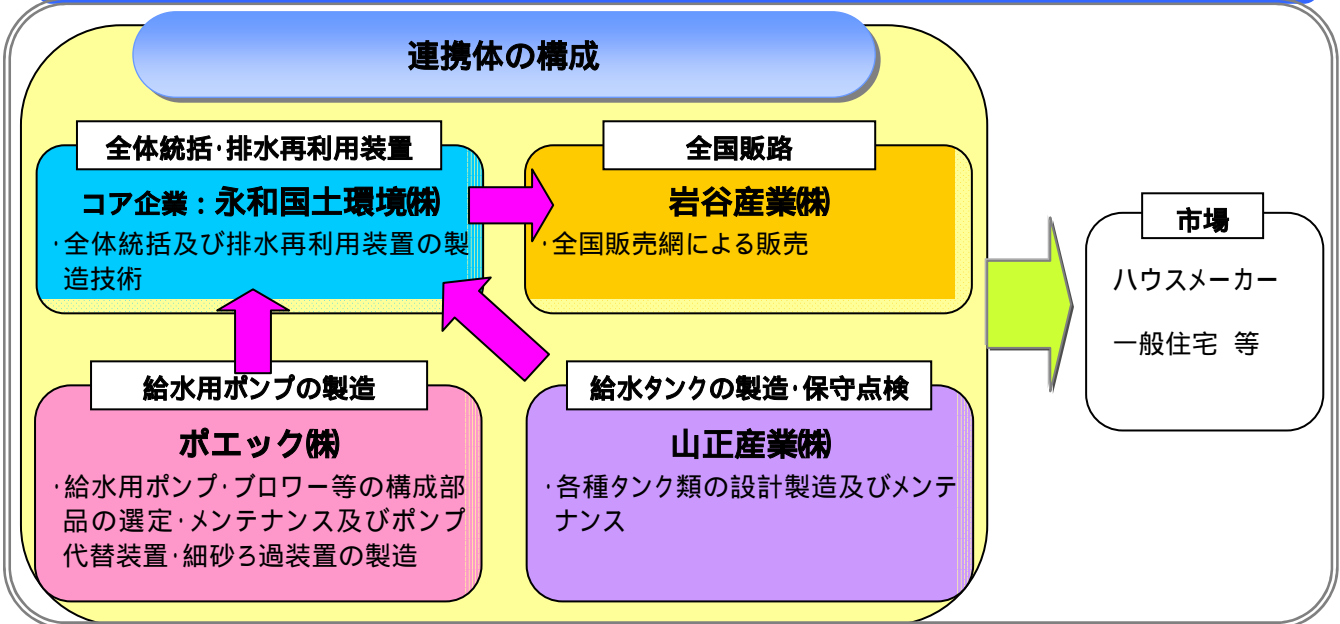 連携体の構成
全体統括・排水再利用装置
コア企業：永和国土環境㈱
・全体統括及び排水再利用装置の製
造技術
全国販路
岩谷産業㈱
・全国販売網による販売
給水用ポンプの製造
ポエック㈱
・給水用ポンプ・ブロワー等の構成部
品の選定・メンテナンス及びポンプ
代替装置・細砂ろ過装置の製造
給水タンクの製造・保守点検
山正産業㈱
・各種タンク類の設計製造及びメンテ
ナンス
市場
ハウスメーカー
一般住宅 等